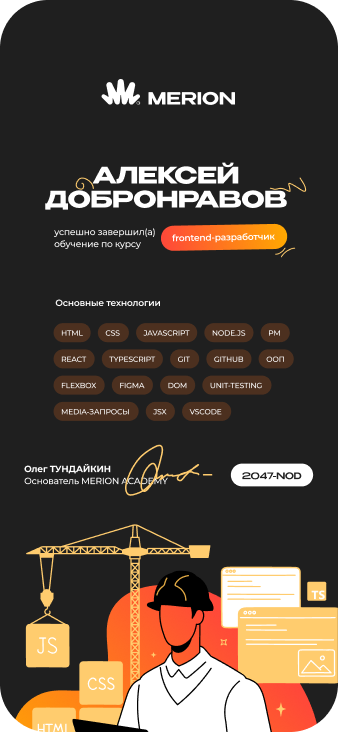 MERION
АЛЕКСЕЙ
ДОБРОНРАВОВ
успешно завершил(а)
обучение по курсу
frontend-разработчик
Основные технологии
HTML CSS JAVASCRIPT NODE.JS PM
REACT TYPESCRIPT GIT GITHUB ООП
FLEXBOX FIGMA DOM UNIT-TESTING
MEDIA-ЗАПРОСЫ JSX VSCODE
Олег ТУНДАЙКИН
Основатель MERION ACADEMY
2047-NOD
TS
JS
CSS
HTML